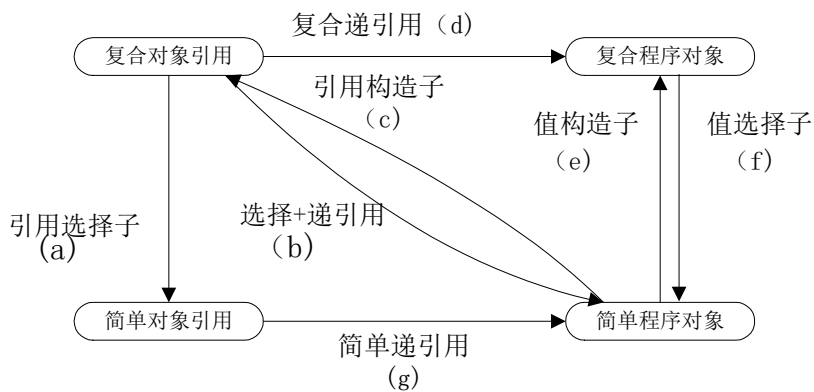 复合递引用（d)
复合对象引用
复合程序对象
引用构造子
（c)
值构造子
（e)
值选择子
（f)
引用选择子
(a)
选择+递引用
（b)
简单对象引用
简单程序对象
简单递引用
(g)